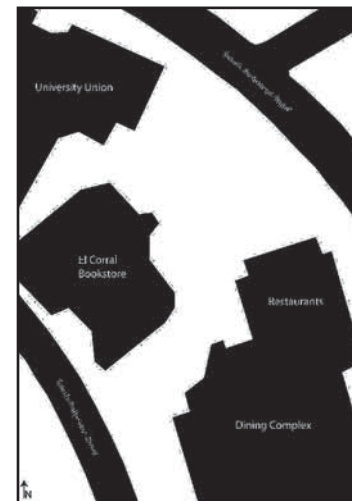 University Union
El Corral
Bookstore
Restaurants
Dining Complex
N